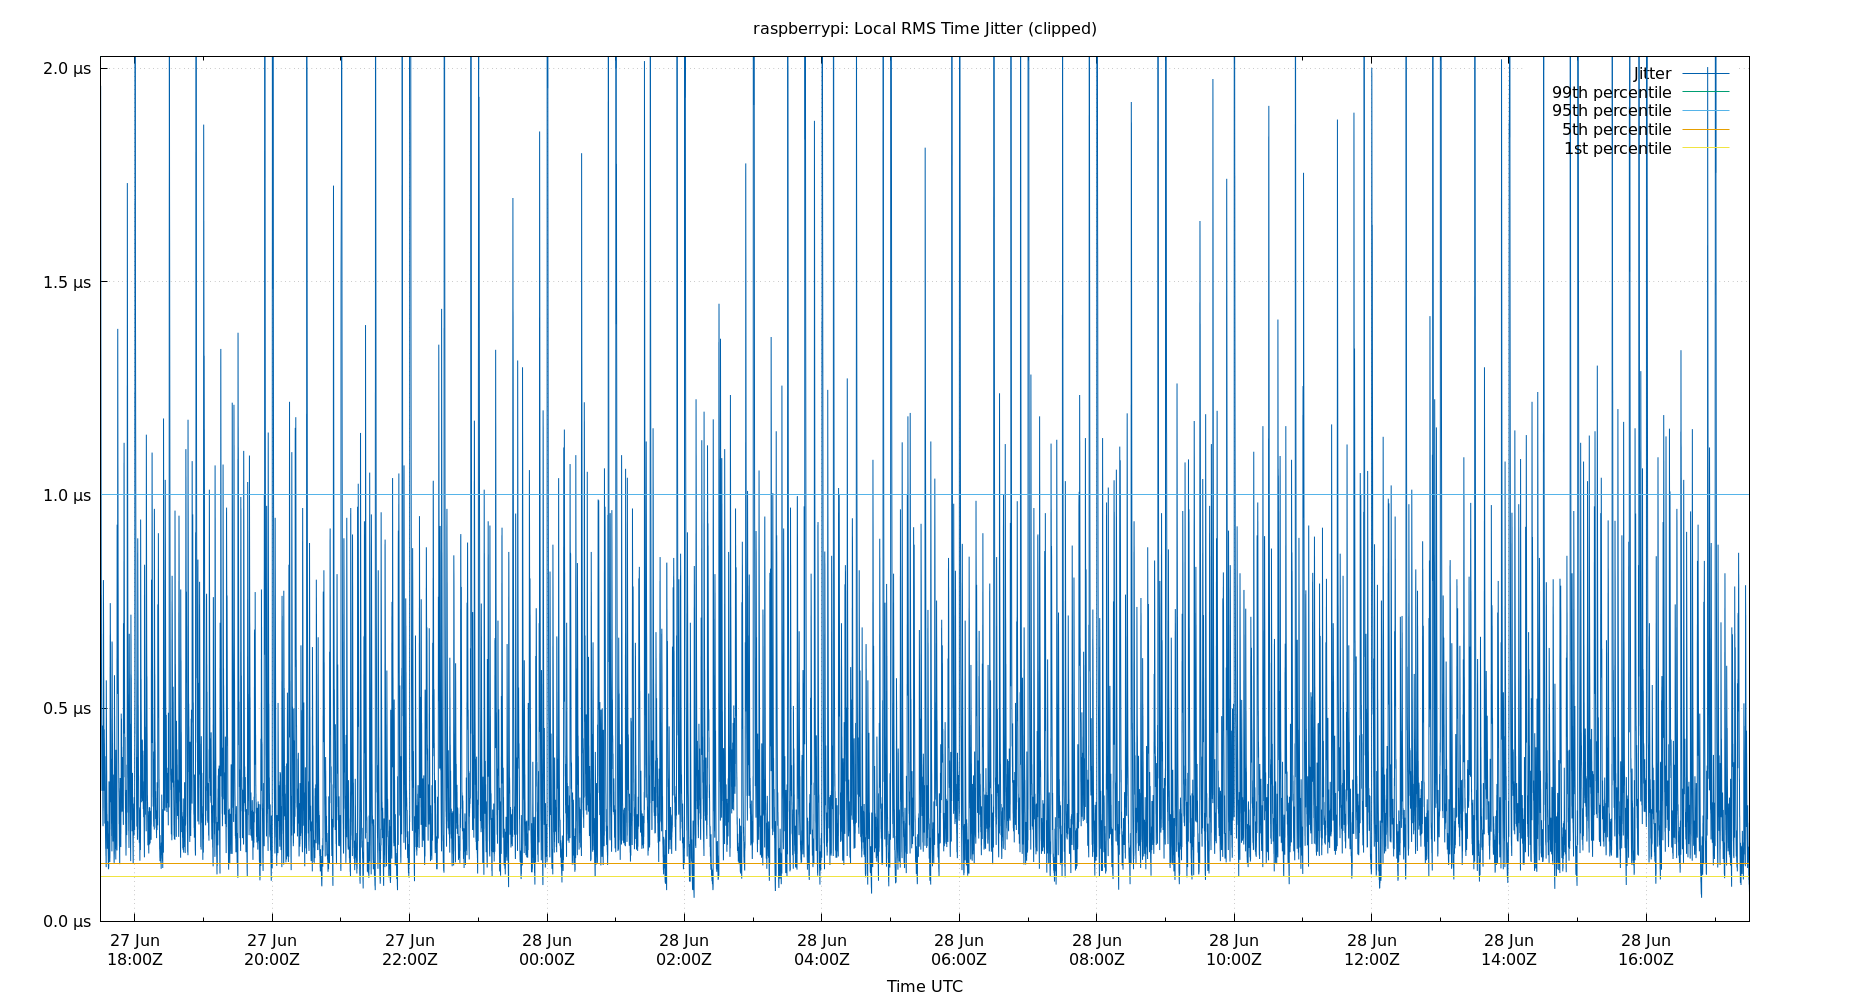 raspberrypi: Local RMS Time Jitter (clipped)
2.0 µs
1.5 µs
1.0 µs
0.5 µs
0.0 µs
Jitter
99th percentile
95th percentile
5th percentile
1st percentile
27 Jun 27 Jun 27 Jun 28 Jun 28 Jun 28 Jun 28 Jun 28 Jun 28 Jun 28 Jun 28 Jun 28 Jun
18:00Z 20:00Z 22:00Z 00:00Z 02:00Z 04:00Z 06:00Z 08:00Z 10:00Z 12:00Z 14:00Z 16:00Z
Time UTC